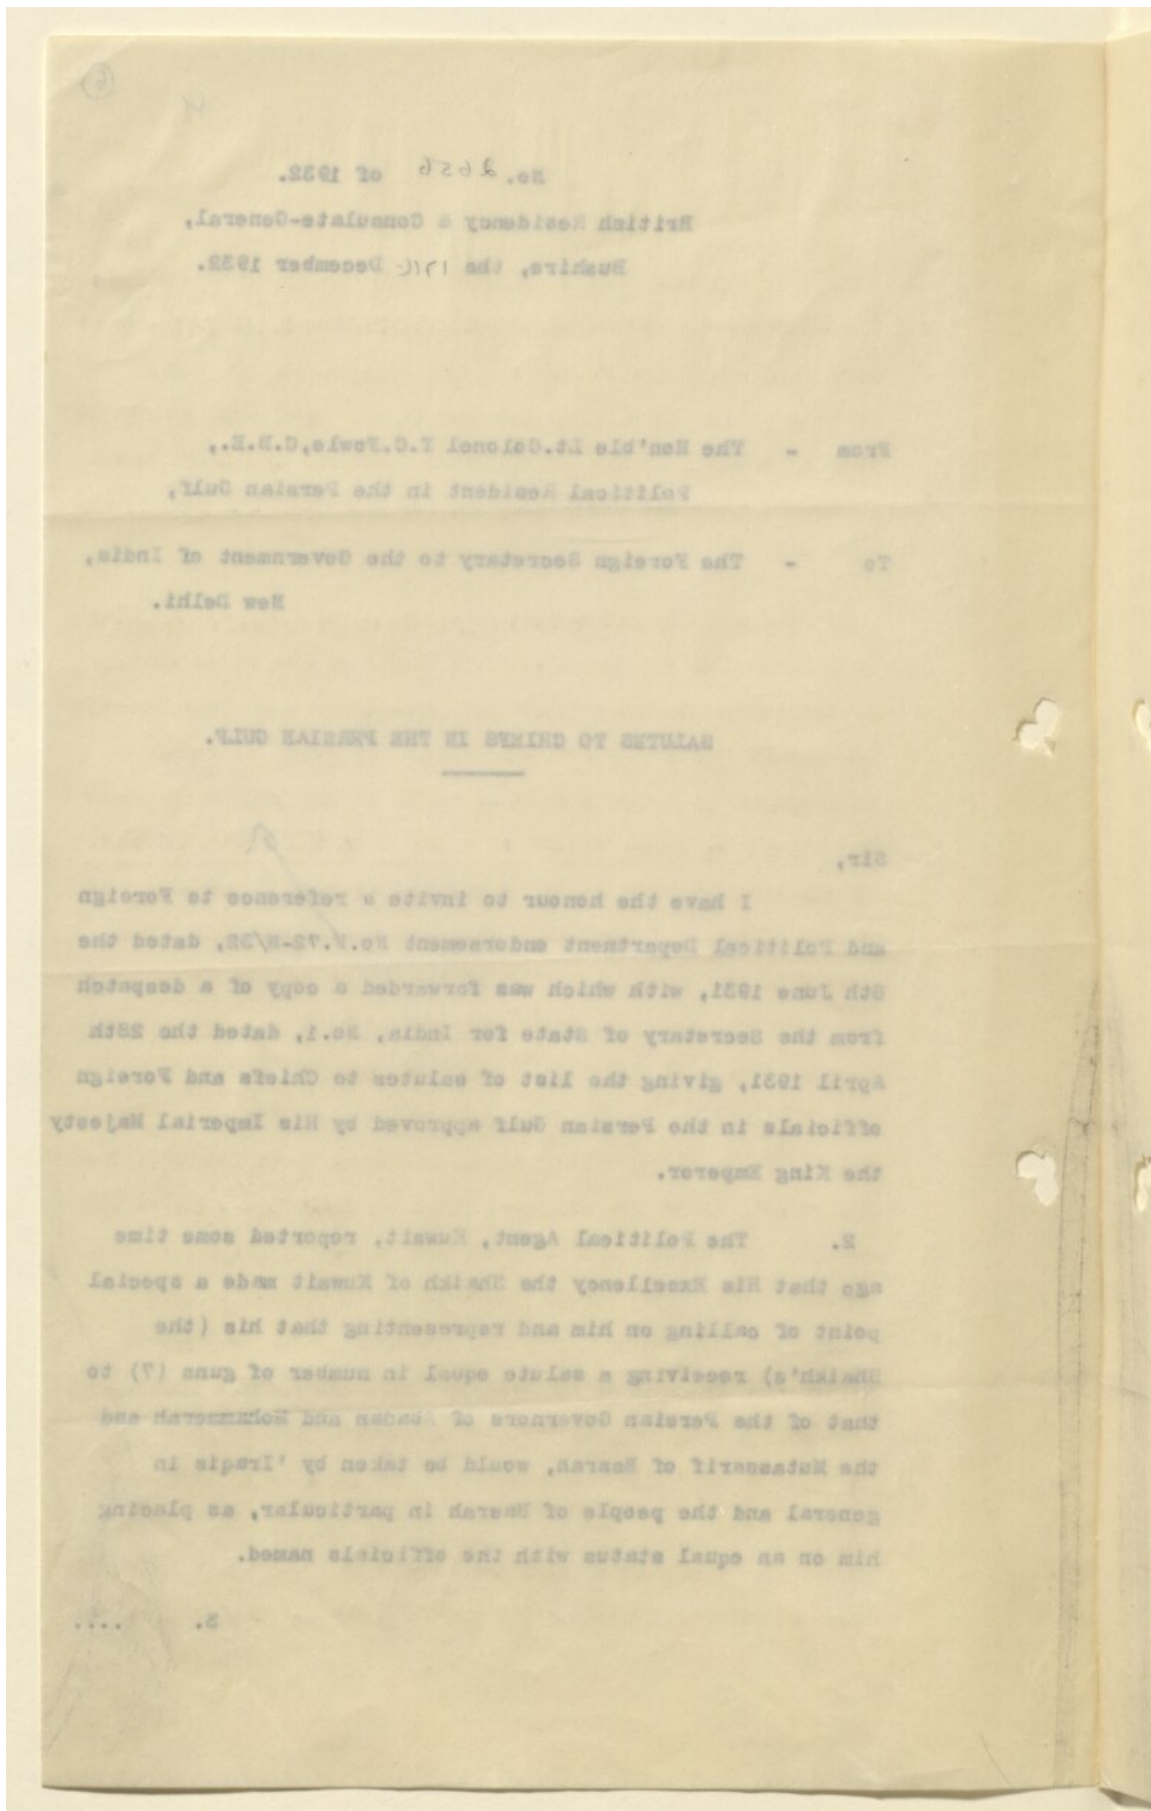 No. 2656 of 1932.
British Residency & Consulate-General,
Bushire, the 17th December 1932.
From - The Hon'ble Lt.Colonel T.C.Fowle,C.B.E.,
Political Resident in the Persian Gulf,
To - The Foreign Secretary to the Government of India,
New Delhi.
SALUTES TO CHIEFS IN THE PERSIAN GULF.
Sir,
I have the honour to invite a reference to Foreign
and Political Department endorsement No.F.72-N/32, dated the
8th June 1931, with which was forwarded a copy of a despatch
from the Secretary of State for India, No.1, dated the 28th
April 1931, giving the list of salutes to Chiefs and Foreign
officials in the Persian Gulf approved by His Imperial Majesty
the King Emperor.
2. The Political Agent, Kuwait, reported some time
ago that His Excellency the Shaikh of Kuwait made a special
point of calling on him and representing that his (the
Shaikh's) receiving a salute equal in number of guns (7) to
that of the Persian Governors of Abadan and Mohammerah and
the Mutassarif of Basrah, would be taken by 'Iraqis in
general and the people of Basrah in particular, as placing
him on an equal status with the officials named.
3. ....